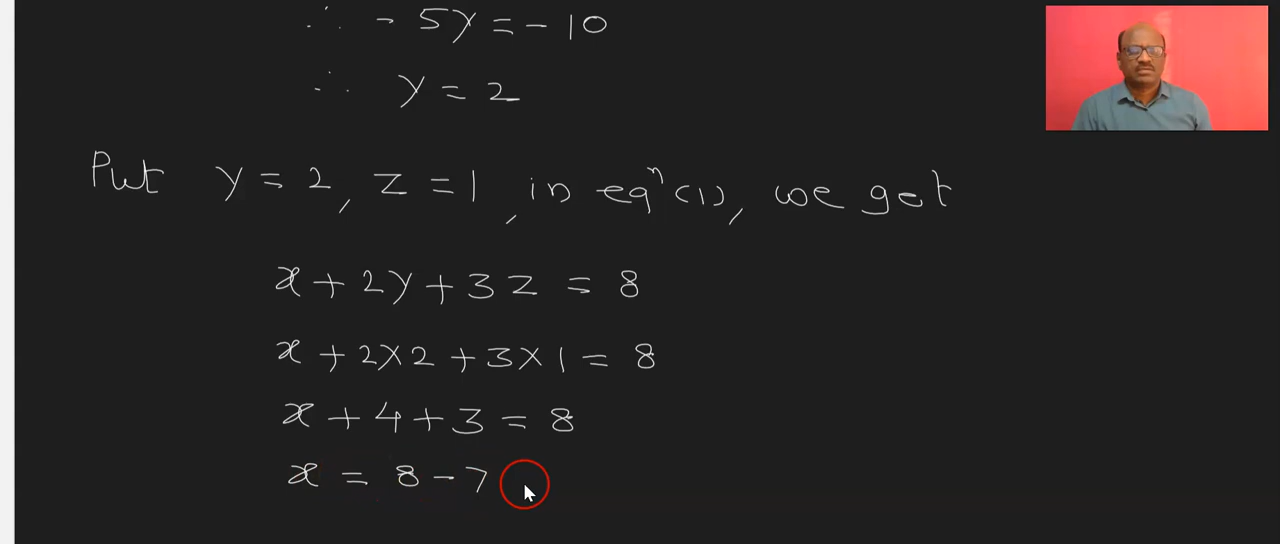 ∴ - 5y = - 10
∴ y = 2
Put y = 2, z = 1, in eqⁿ (1), we get
x + 2y + 3z = 8
x + 2×2 + 3×1 = 8
x + 4 + 3 = 8
x = 8 - 7